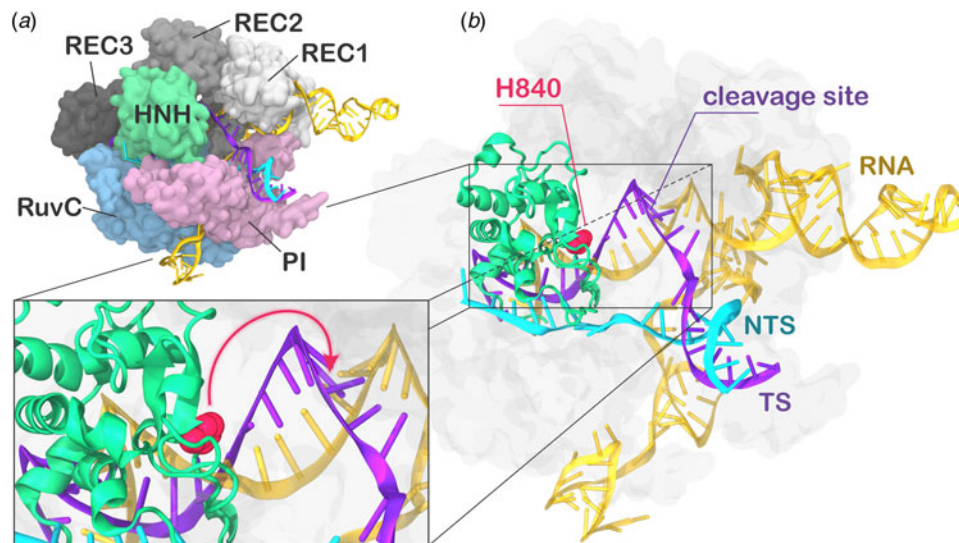 (a)
REC2
REC3
REC1
HNH
RuvC
PI
(b)
H840
cleavage site
RNA
NTS
TS